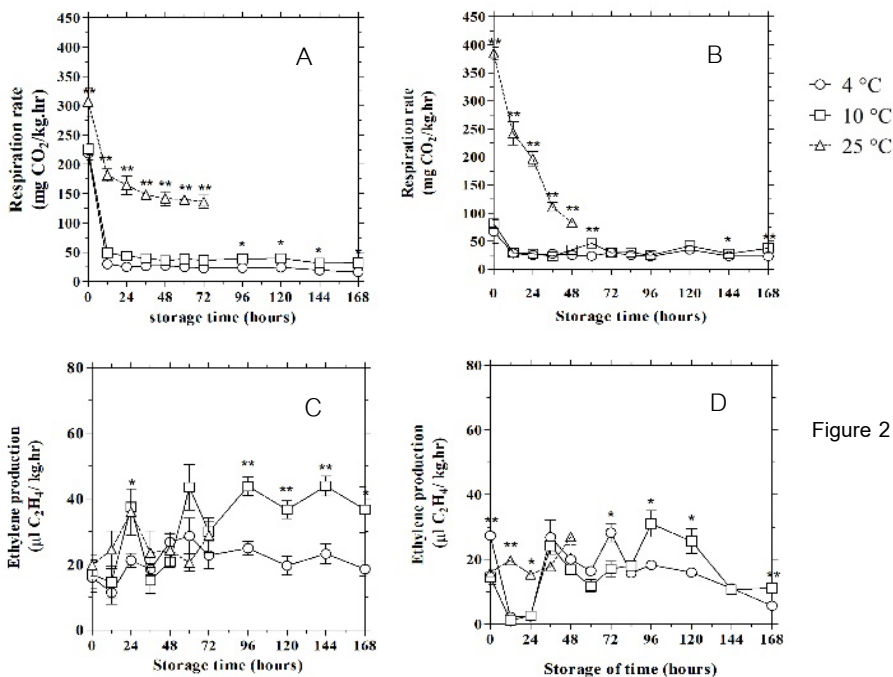 A
Respiration rate
(mg CO2/kg.hr)
450
400
350
300
250
200
150
100
50
0
** ** ** ** ** ** ** * * * *
0 24 48 72 96 120 144 168
storage time (hours)
B
Respiration rate
(mg CO2/kg.hr)
450
400
350
300
250
200
150
100
50
0
** ** ** ** ** ** * **
0 24 48 72 96 120 144 168
Storage time (hours)
4 °C
10 °C
25 °C
C
Ethylene production
(µl C2H4/ kg.hr)
80
60
40
20
0
* ** ** ** *
0 24 48 72 96 120 144 168
Storage time (hours)
D
Ethylene production
(µl C2H4/ kg.hr)
80
60
40
20
0
** ** * * * * **
0 24 48 72 96 120 144 168
Storage of time (hours)
Figure 2